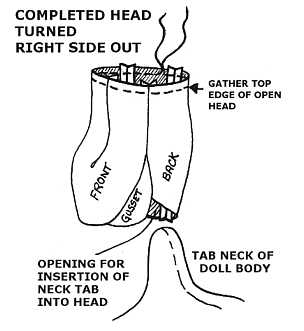 COMPLETED HEAD
TURNED
RIGHT SIDE OUT
GATHER TOP
EDGE OF OPEN
HEAD
FRONT
GUSSET
BACK
OPENING FOR
INSERTION OF
NECK TAB
INTO HEAD
TAB NECK OF
DOLL BODY